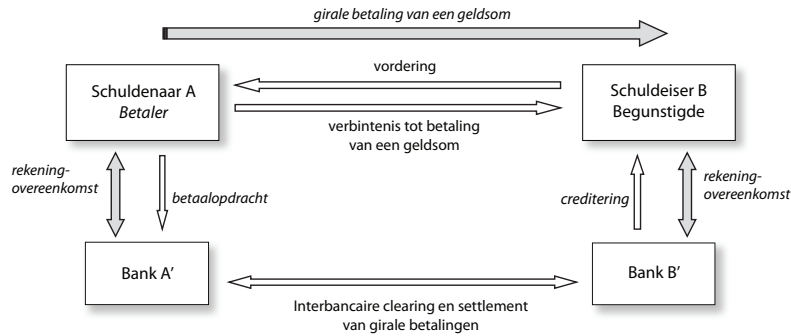 girale betaling van een geldsom
vordering
Schuldenaar A
Betaler
Schuldeiser B
Begunstigde
verbintenis tot betaling
van een geldsom
rekening-
overeenkomst
betaalopdracht
creditering
rekening-
overeenkomst
Bank A’
Bank B’
Interbancaire clearing en settlement
van girale betalingen